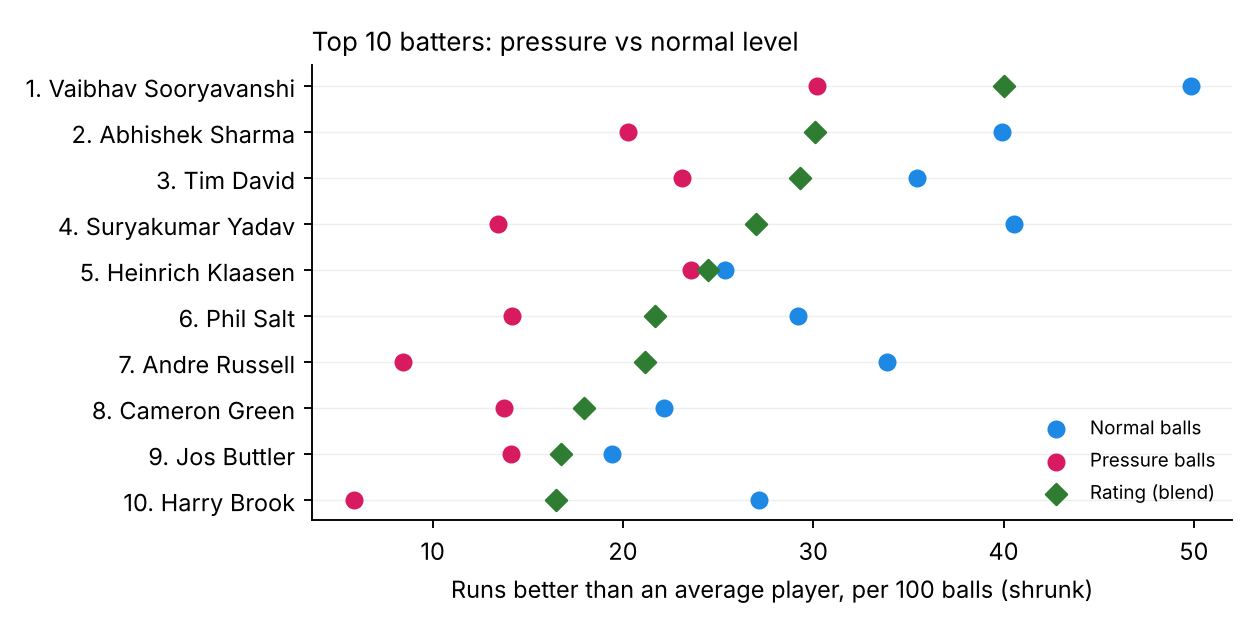 Top 10 batters: pressure vs normal level
1. Vaibhav Sooryavanshi
2. Abhishek Sharma
3. Tim David
4. Suryakumar Yadav
5. Heinrich Klaasen
6. Phil Salt
7. Andre Russell
8. Cameron Green
9. Jos Buttler
10. Harry Brook
Normal balls
Pressure balls
Rating (blend)
10 20 30 40 50
Runs better than an average player, per 100 balls (shrunk)